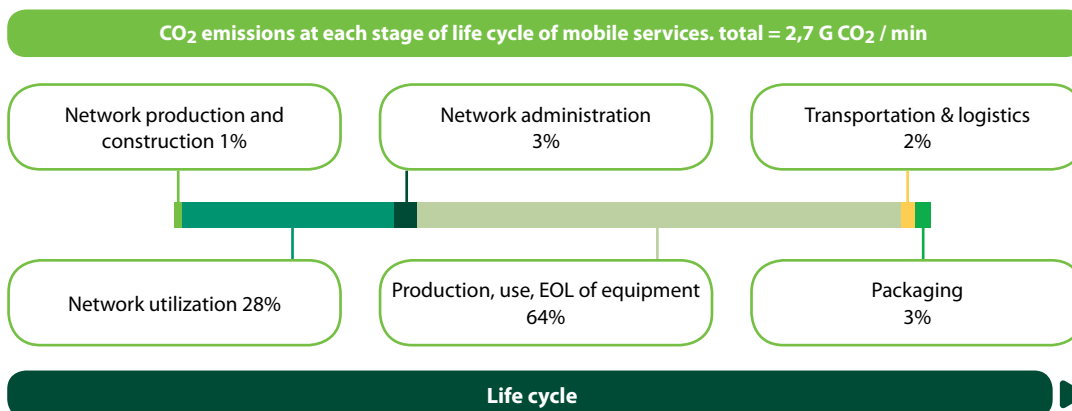 CO₂ emissions at each stage of life cycle of mobile services. total = 2,7 G CO₂ / min
Network production and
construction 1%
Network administration
3%
Transportation & logistics
2%
Network utilization 28%
Production, use, EOL of equipment
64%
Packaging
3%
Life cycle